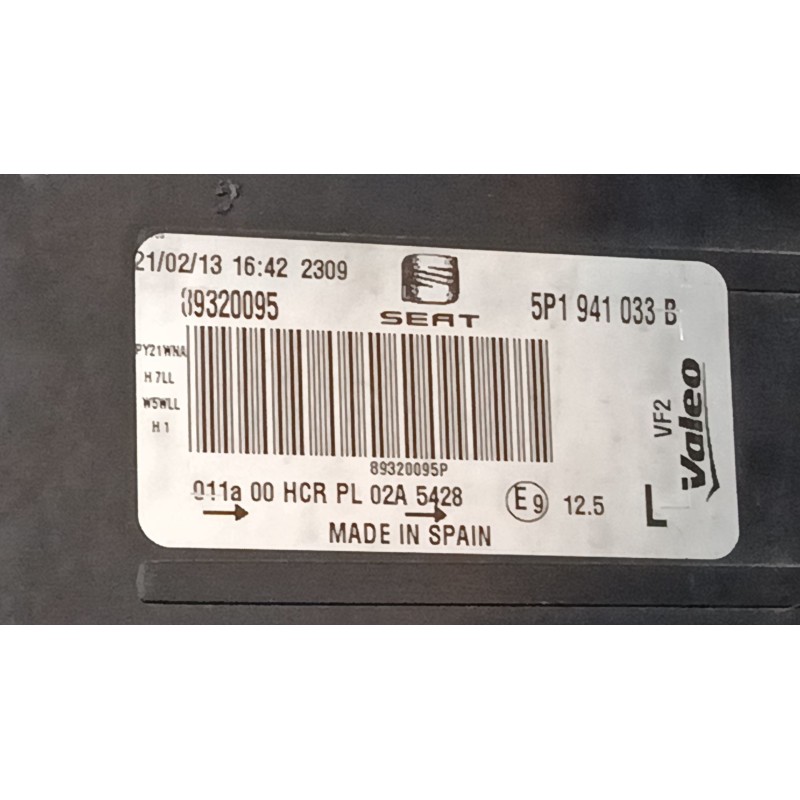 21/02/13 16:42 2309
89320095
SEAT
5P1 941 033 B
PY21WNA
H7LL
W5WLL
H1
89320095P
VF2
Valeo
011a 00 HCR PL 02A 5428
E9
12.5
L
MADE IN SPAIN